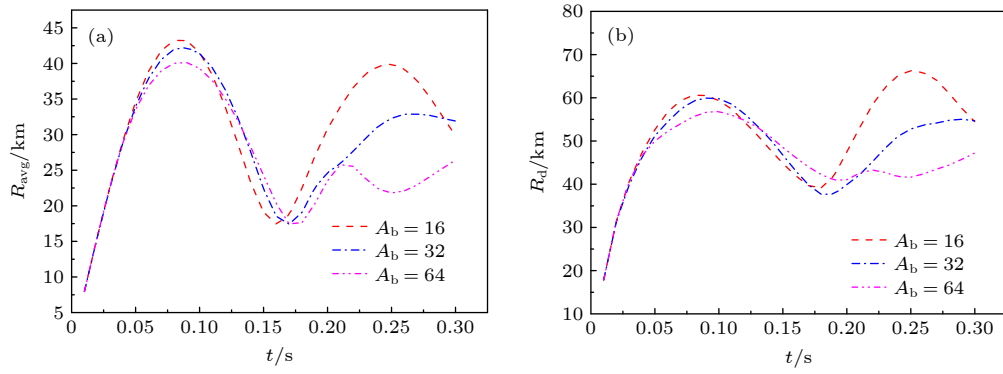 (a)
R_avg/km
45
40
35
30
25
20
15
10
5
0 0.05 0.10 0.15 0.20 0.25 0.30
t/s
A_b = 16
A_b = 32
A_b = 64
(b)
R_d/km
80
70
60
50
40
30
20
10
0 0.05 0.10 0.15 0.20 0.25 0.30
t/s
A_b = 16
A_b = 32
A_b = 64